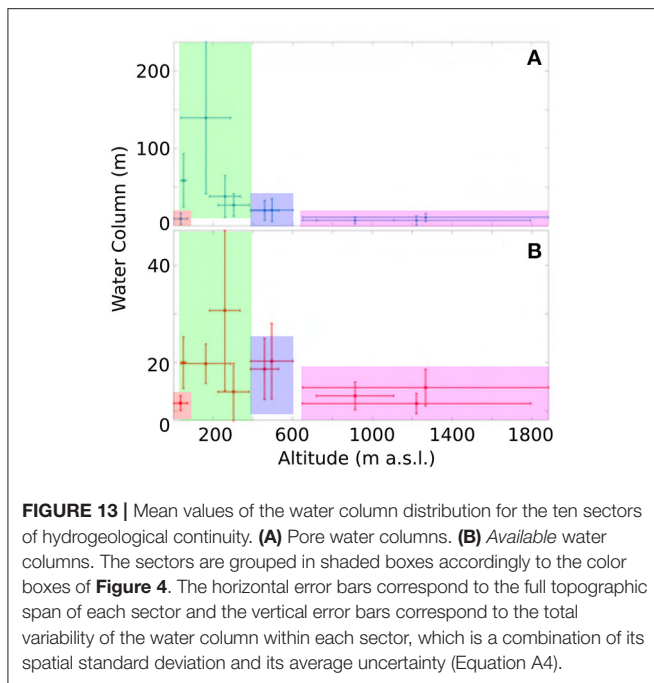 A
200
100
0
Water Column (m)
B
40
20
0
200 600 1000 1400 1800
Altitude (m a.s.l.)
FIGURE 13 | Mean values of the water column distribution for the ten sectors
of hydrogeological continuity. (A) Pore water columns. (B) Available water
columns. The sectors are grouped in shaded boxes accordingly to the color
boxes of Figure 4. The horizontal error bars correspond to the full topographic
span of each sector and the vertical error bars correspond to the total
variability of the water column within each sector, which is a combination of its
spatial standard deviation and its average uncertainty (Equation A4).